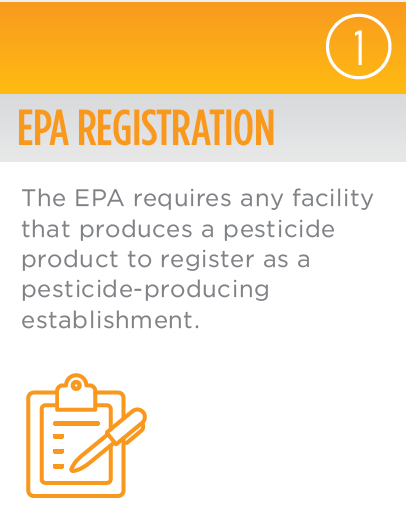 1
EPA REGISTRATION
The EPA requires any facility
that produces a pesticide
product to register as a
pesticide-producing
establishment.